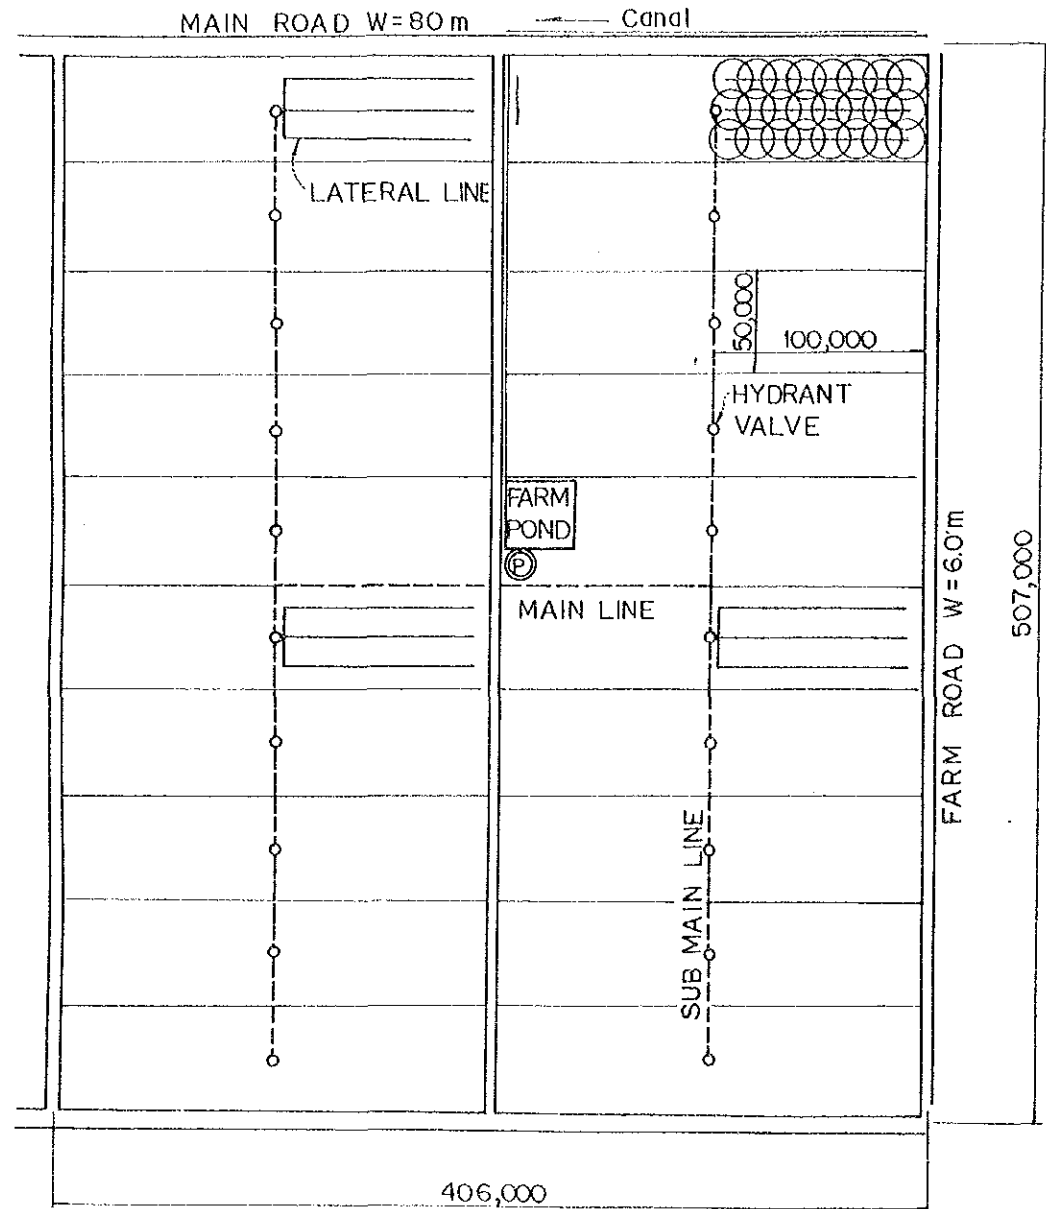 MAIN ROAD W=80m
Canal
LATERAL LINE
50,000
100,000
HYDRANT
VALVE
FARM
POND
P
MAIN LINE
FARM ROAD W=6.0m
507,000
SUB MAIN LINE
406,000